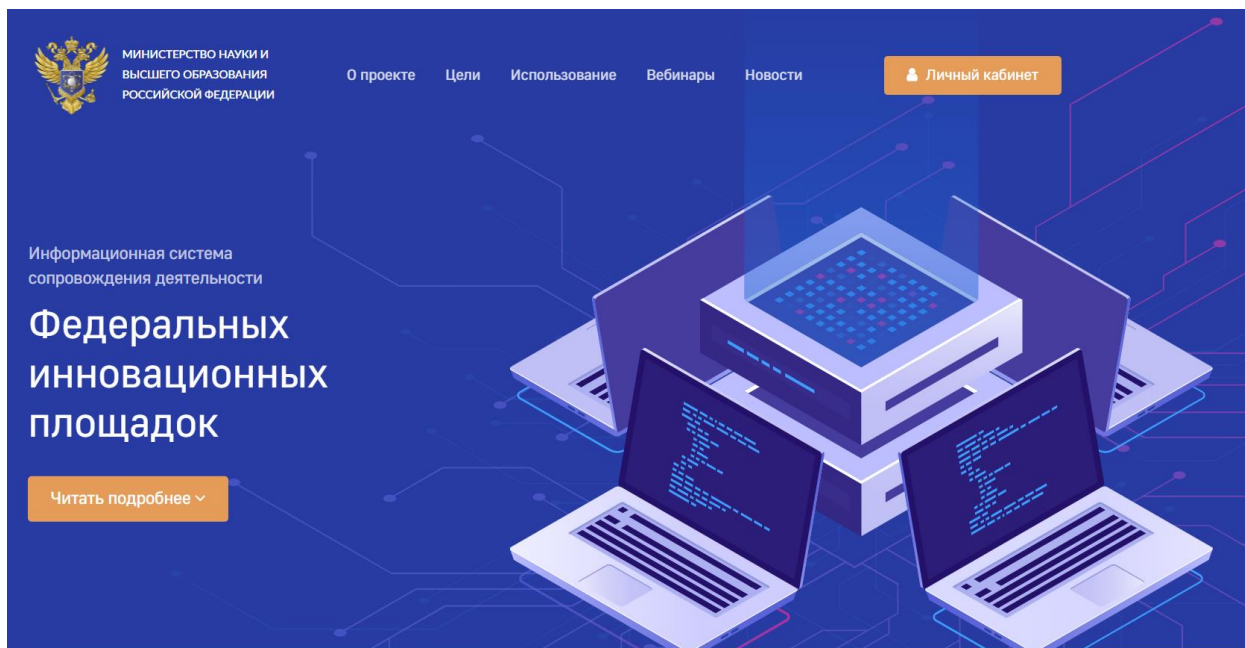 МИНИСТЕРСТВО НАУКИ И
ВЫСШЕГО ОБРАЗОВАНИЯ
РОССИЙСКОЙ ФЕДЕРАЦИИ
О проекте Цели Использование Вебинары Новости Личный кабинет
Информационная система
сопровождения деятельности
Федеральных
инновационных
площадок
Читать подробнее